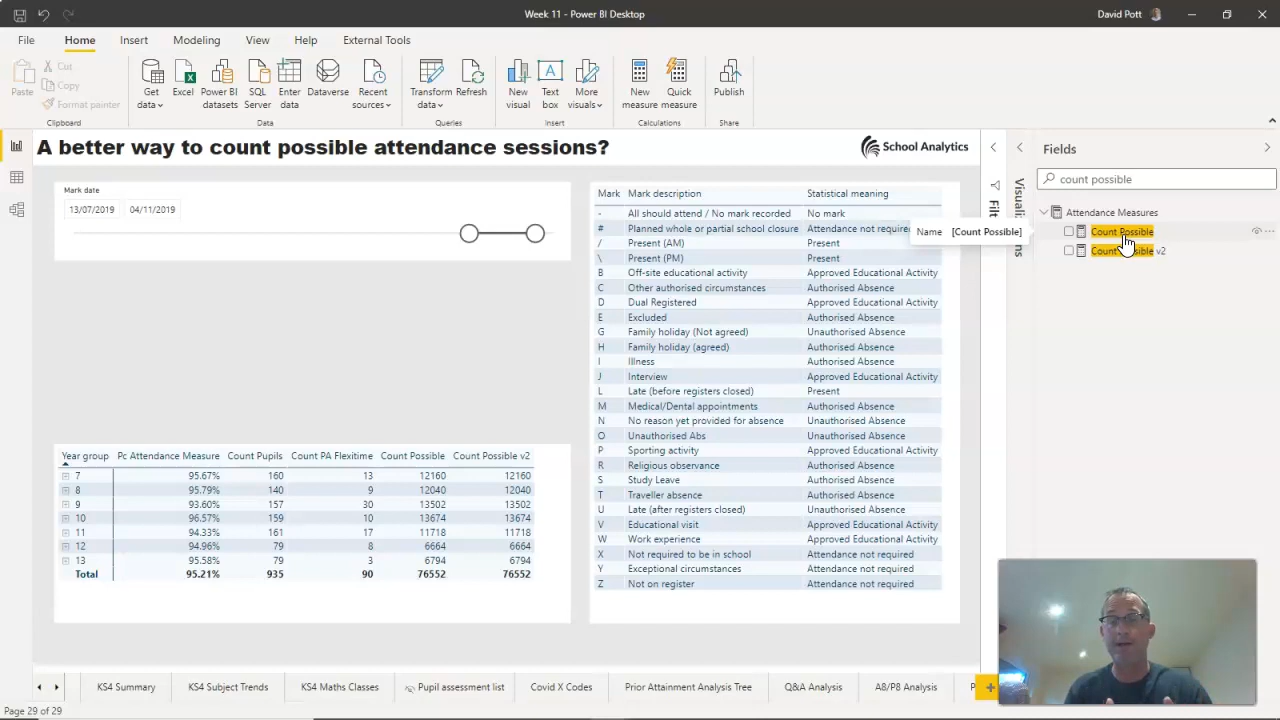 Week 11 - Power BI Desktop
David Pott
File Home Insert Modeling View Help External Tools
Paste
Cut
Copy
Format painter
Get data
Excel
Power BI datasets
SQL Server
Enter data
Dataverse
Recent sources
Transform data
Refresh
New visual
Text box
More visuals
New measure
Quick measure
Publish
Clipboard Data Queries Insert Calculations Share
A better way to count possible attendance sessions?
School Analytics
Mark date
13/07/2019 04/11/2019
Mark Mark description Statistical meaning
- All should attend / No mark recorded No mark
# Planned whole or partial school closure Attendance not require
/ Present (AM) Present
\ Present (PM) Present
B Off-site educational activity Approved Educational Activity
C Other authorised circumstances Authorised Absence
D Dual Registered Approved Educational Activity
E Excluded Authorised Absence
G Family holiday (Not agreed) Unauthorised Absence
H Family holiday (agreed) Authorised Absence
I Illness Authorised Absence
J Interview Approved Educational Activity
L Late (before registers closed) Present
M Medical/Dental appointments Authorised Absence
N No reason yet provided for absence Unauthorised Absence
O Unauthorised Abs Unauthorised Absence
P Sporting activity Approved Educational Activity
R Religious observance Authorised Absence
S Study Leave Authorised Absence
T Traveller absence Authorised Absence
U Late (after registers closed) Unauthorised Absence
V Educational visit Approved Educational Activity
W Work experience Approved Educational Activity
X Not required to be in school Attendance not required
Y Exceptional circumstances Attendance not required
Z Not on register Attendance not required
Year group Pc Attendance Measure Count Pupils Count PA Flexitime Count Possible Count Possible v2
7 95.67% 160 13 12160 12160
8 95.79% 140 9 12040 12040
9 93.60% 157 30 13502 13502
10 96.57% 159 10 13674 13674
11 94.33% 161 17 11718 11718
12 94.96% 79 8 6664 6664
13 95.58% 79 3 6794 6794
Total 95.21% 935 90 76552 76552
Name [Count Possible]
Filt
Visualiz
ns
Fields
count possible
Attendance Measures
Count Possible
Count Possible v2
KS4 Summary KS4 Subject Trends KS4 Maths Classes Pupil assessment list Covid X Codes Prior Attainment Analysis Tree Q&A Analysis A8/P8 Analysis P
Page 29 of 29